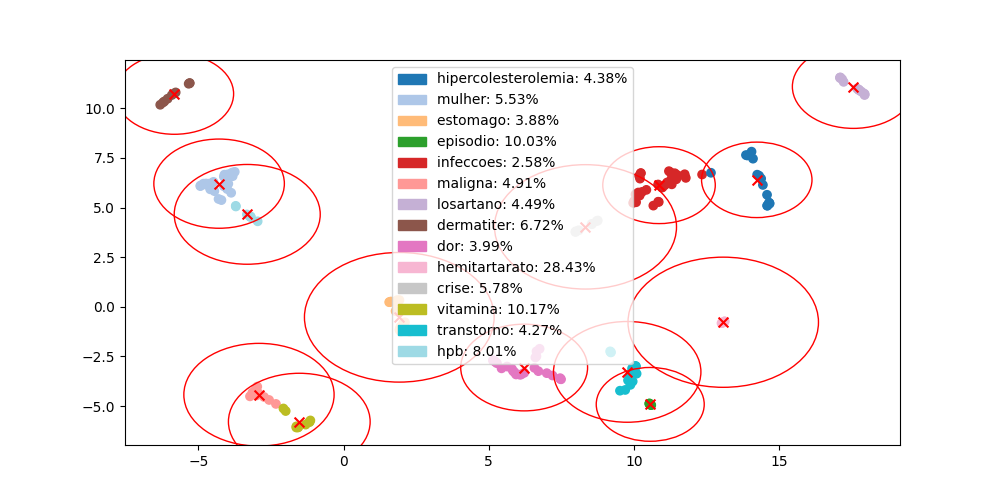 hipercolesterolemia: 4.38%
mulher: 5.53%
estomago: 3.88%
episodio: 10.03%
infeccoes: 2.58%
maligna: 4.91%
losartano: 4.49%
dermatiter: 6.72%
dor: 3.99%
hemitartarato: 28.43%
crise: 5.78%
vitamina: 10.17%
transtorno: 4.27%
hpb: 8.01%
10.0
7.5
5.0
2.5
0.0
−2.5
−5.0
−5 0 5 10 15